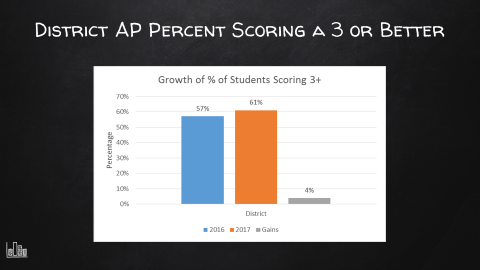 District AP Percent Scoring a 3 or Better
Growth of % of Students Scoring 3+
70%
60%
50%
40%
30%
20%
10%
0%
Percentage
57%
61%
4%
District
2016 2017 Gains